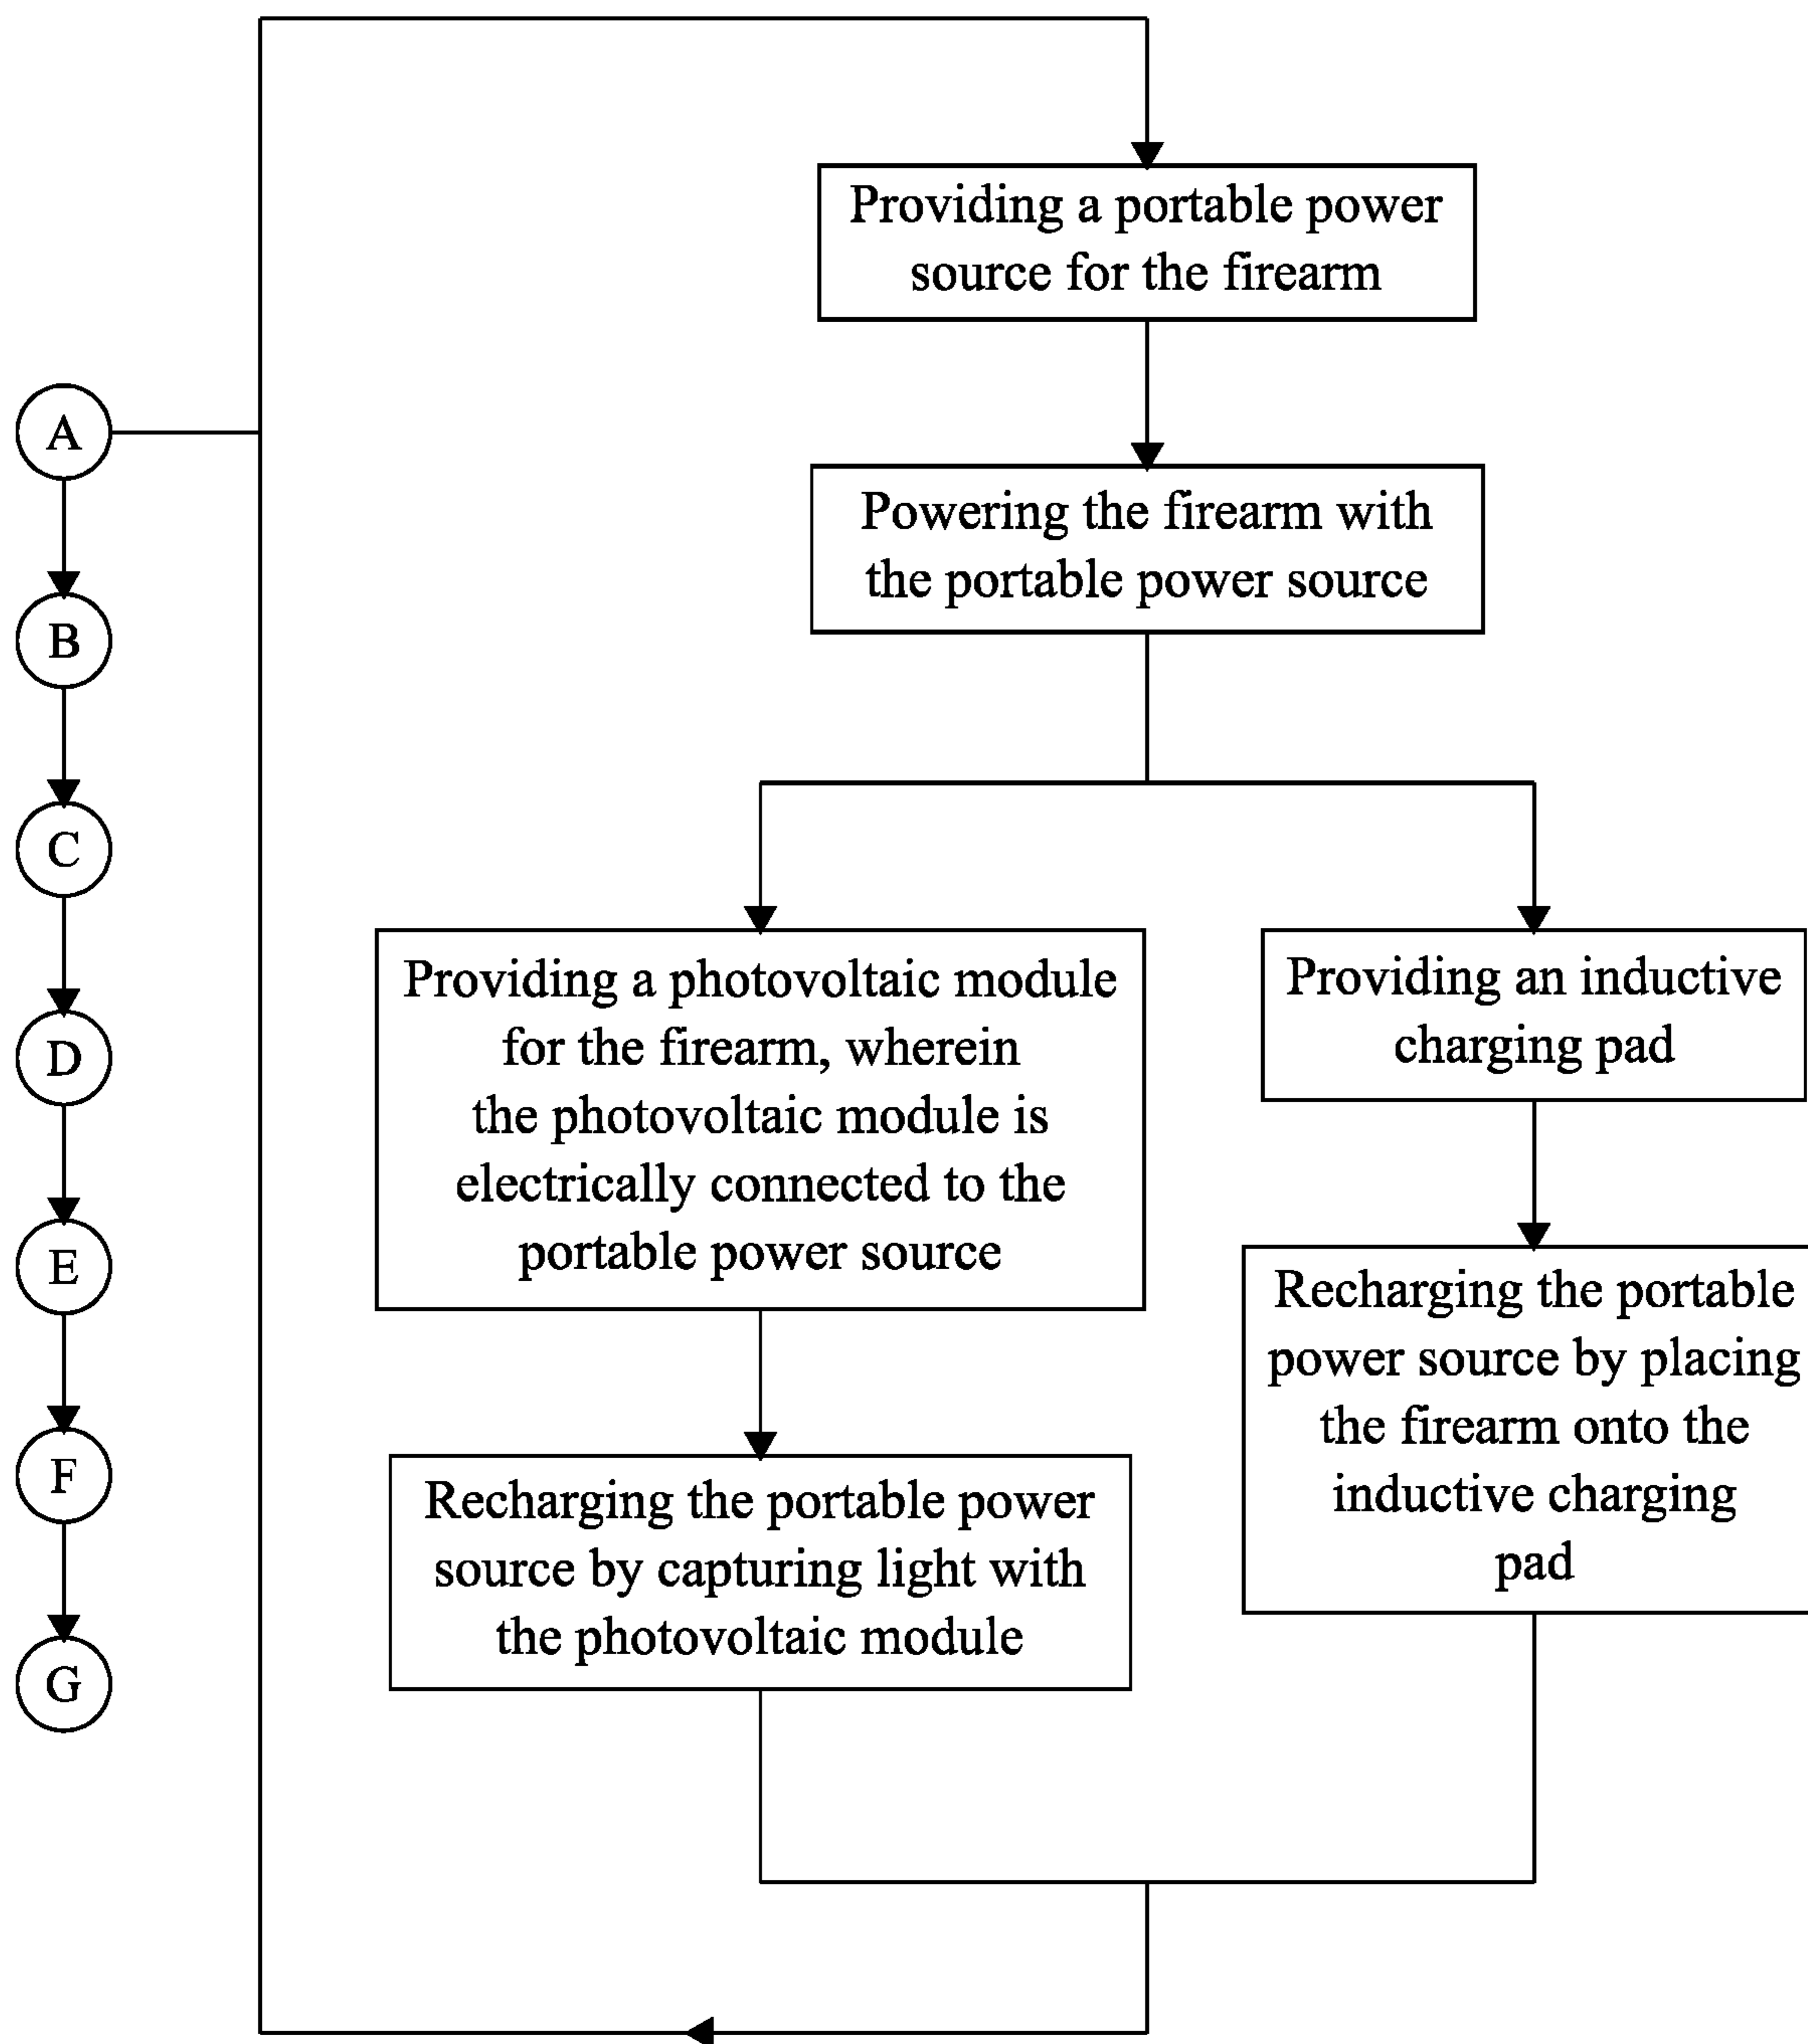 A
B
C
D
E
F
G
Providing a portable power
source for the firearm
Powering the firearm with
the portable power source
Providing a photovoltaic module
for the firearm, wherein
the photovoltaic module is
electrically connected to the
portable power source
Recharging the portable power
source by capturing light with
the photovoltaic module
Providing an inductive
charging pad
Recharging the portable
power source by placing
the firearm onto the
inductive charging
pad